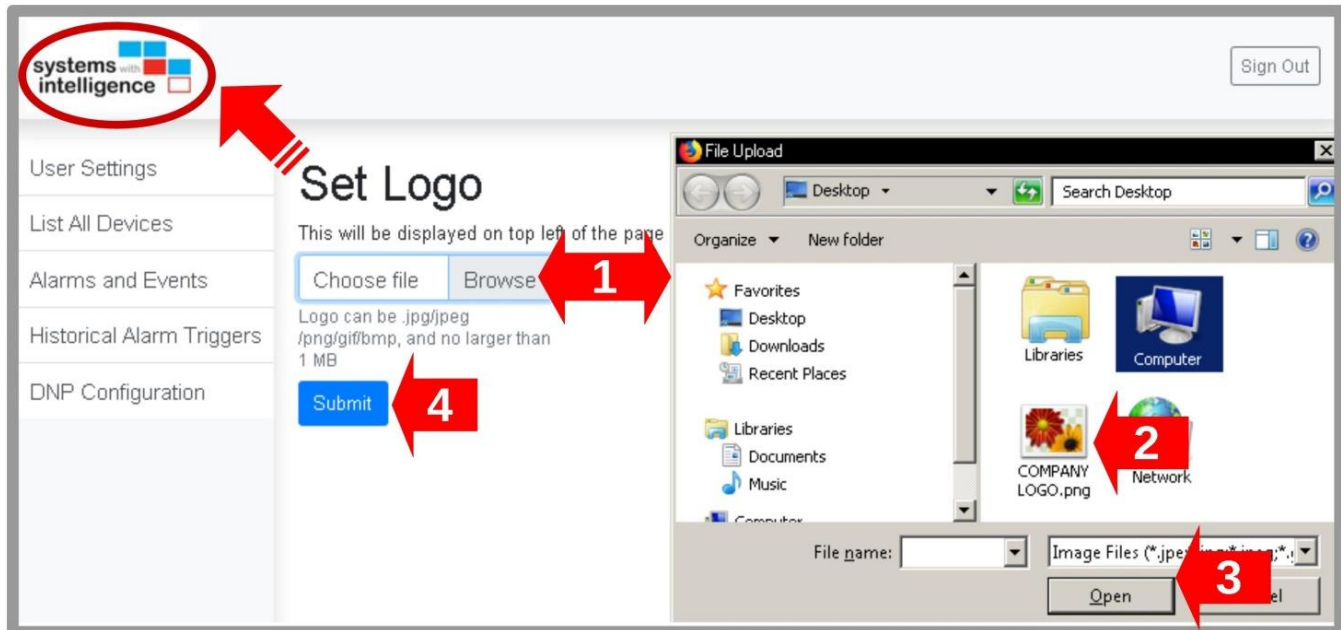 systems with
intelligence
Sign Out
User Settings
List All Devices
Alarms and Events
Historical Alarm Triggers
DNP Configuration
Set Logo
This will be displayed on top left of the page
Choose file Browse
1
Logo can be .jpg/jpeg
/png/gif/bmp, and no larger than
1 MB
Submit
4
File Upload
Desktop
Search Desktop
Organize New folder
Favorites
Desktop
Downloads
Recent Places
Libraries
Documents
Music
Computer
Libraries
Computer
COMPANY
LOGO.png
2
Network
File name:
Image Files (*.jpe;
3
Open